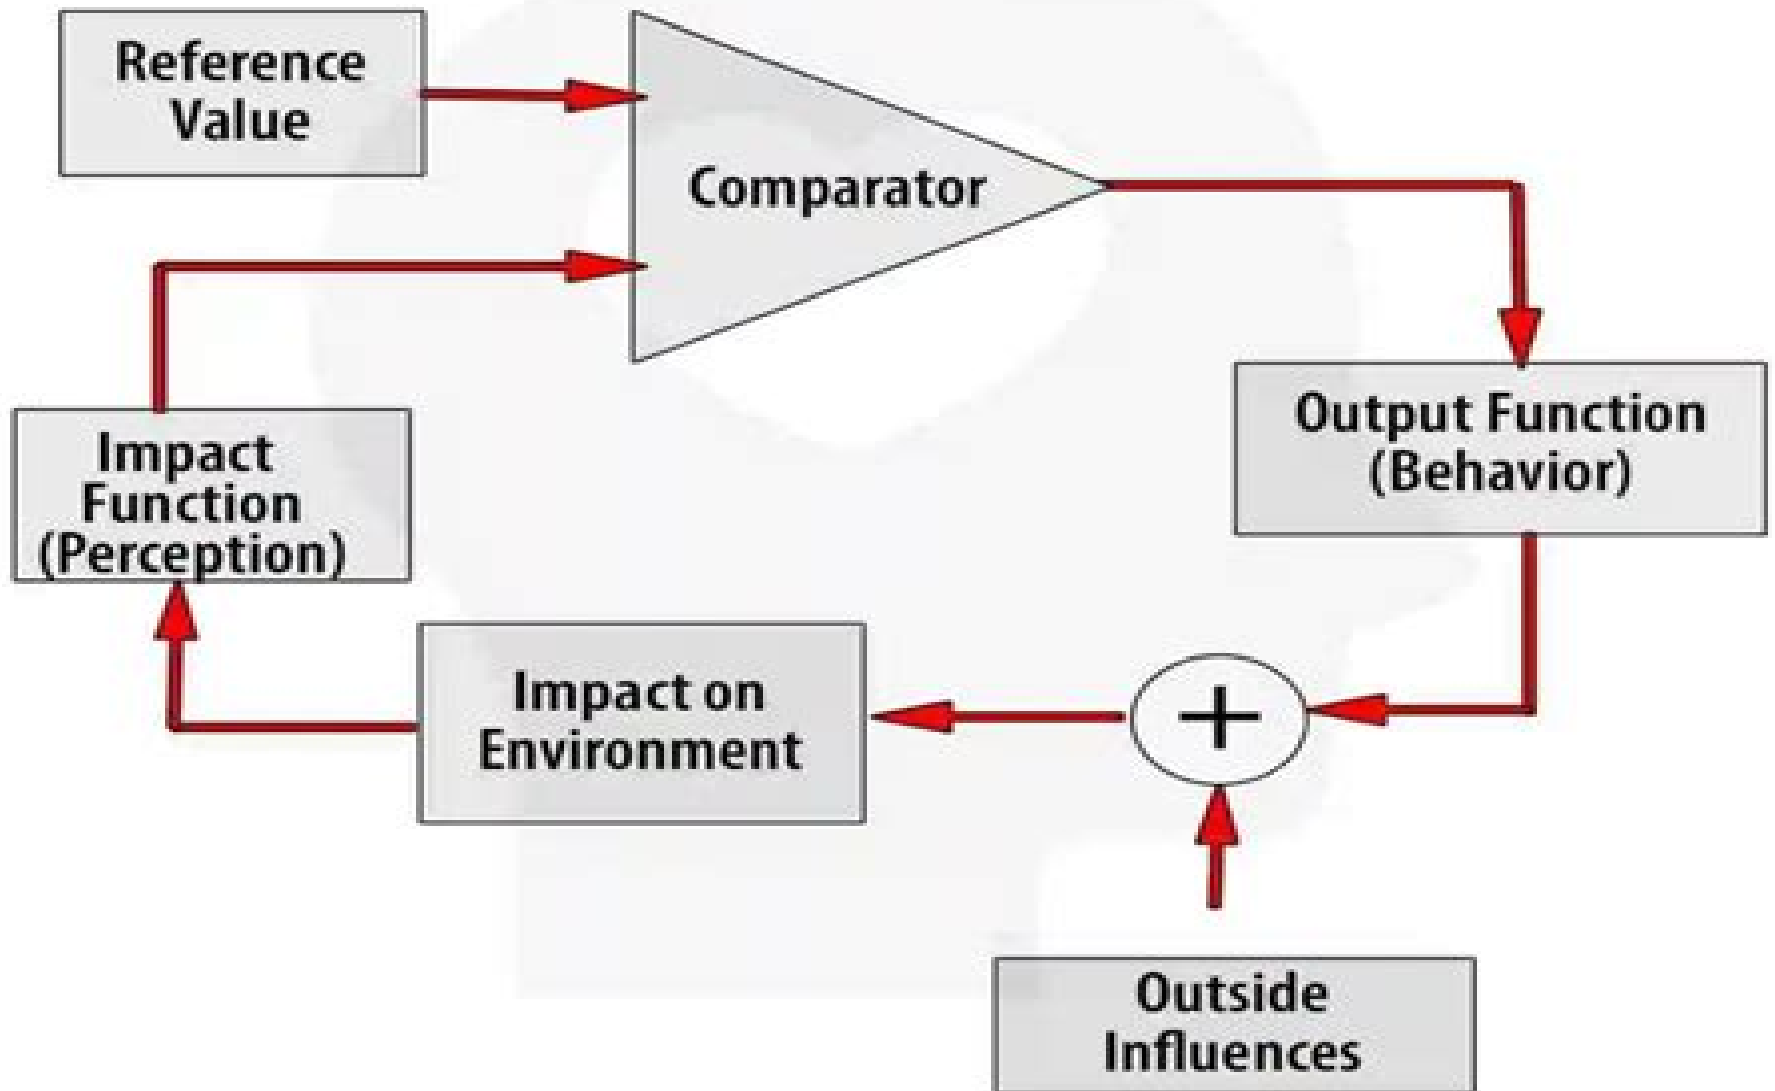 Reference
Value
Comparator
Output Function
(Behavior)
Impact
Function
(Perception)
Impact on
Environment
+
Outside
Influences